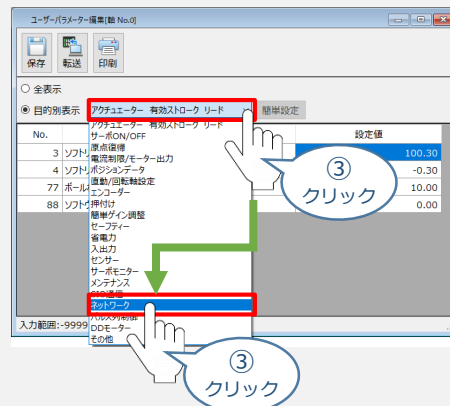 ユーザーパラメーター編集[軸 No.0]
保存 転送 印刷
全表示
目的別表示 アクチュエーター 有効ストローク リード 簡単設定
No. 設定値
3 ソフトリ 100.30
4 ソフトリ -0.30
77 ボール 10.00
88 ソフトウ 0.00
アクチュエーター 有効ストローク リード
サーボON/OFF
原点復帰
電流制限/モーター出力
ポジションデータ
直動/回転軸設定
エンコーダー
押付け
簡単ゲイン調整
セーフティー
省電力
入出力
センサー
サーボモニター
メンテナンス
ネットワーク
パルス列制御
DDモーター
その他
入力範囲:-9999
③
クリック
③
クリック